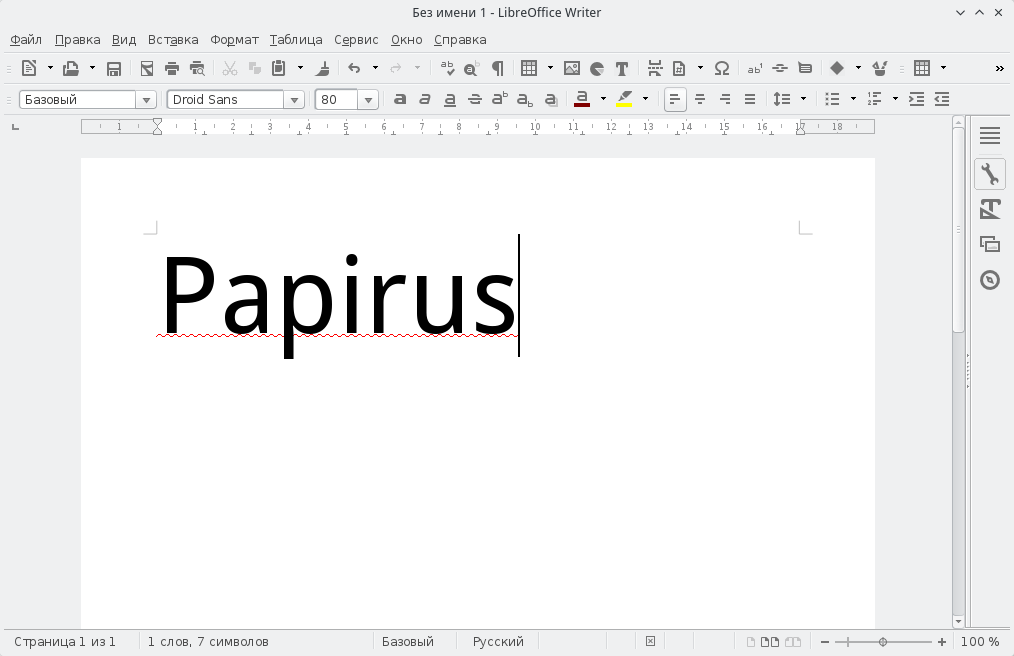 Без имени 1 - LibreOffice Writer
Файл Правка Вид Вставка Формат Таблица Сервис Окно Справка
Базовый Droid Sans 80
1 1 2 3 4 5 6 7 8 9 10 11 12 13 14 15 16 17 18
Papirus
Страница 1 из 1 1 слов, 7 символов Базовый Русский 100 %